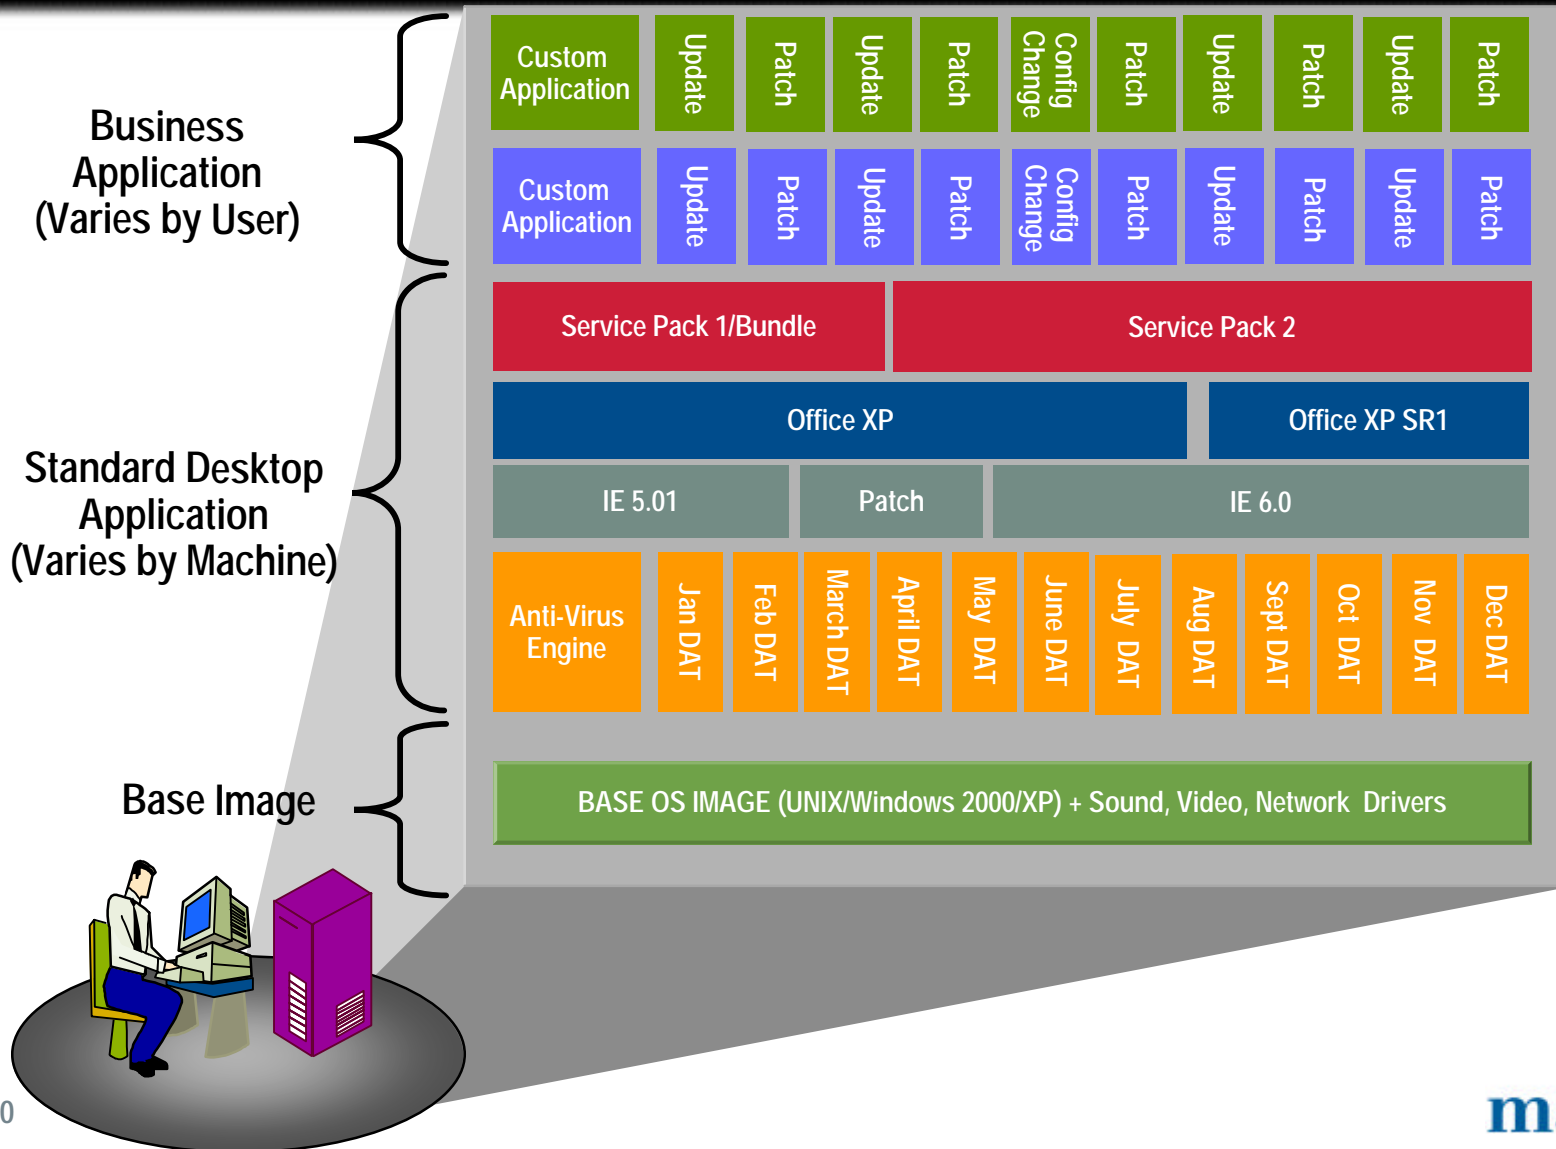 Business
Application
(Varies by User)
Custom
Application
Update
Patch
Update
Patch
Config
Change
Patch
Update
Patch
Update
Patch
Custom
Application
Update
Patch
Update
Patch
Config
Change
Patch
Update
Patch
Update
Patch
Standard Desktop
Application
(Varies by Machine)
Service Pack 1/Bundle
Service Pack 2
Office XP
Office XP SR1
IE 5.01
Patch
IE 6.0
Anti-Virus
Engine
Jan DAT
Feb DAT
March DAT
April DAT
May DAT
June DAT
July DAT
Aug DAT
Sept DAT
Oct DAT
Nov DAT
Dec DAT
Base Image
BASE OS IMAGE (UNIX/Windows 2000/XP) + Sound, Video, Network Drivers
0
m